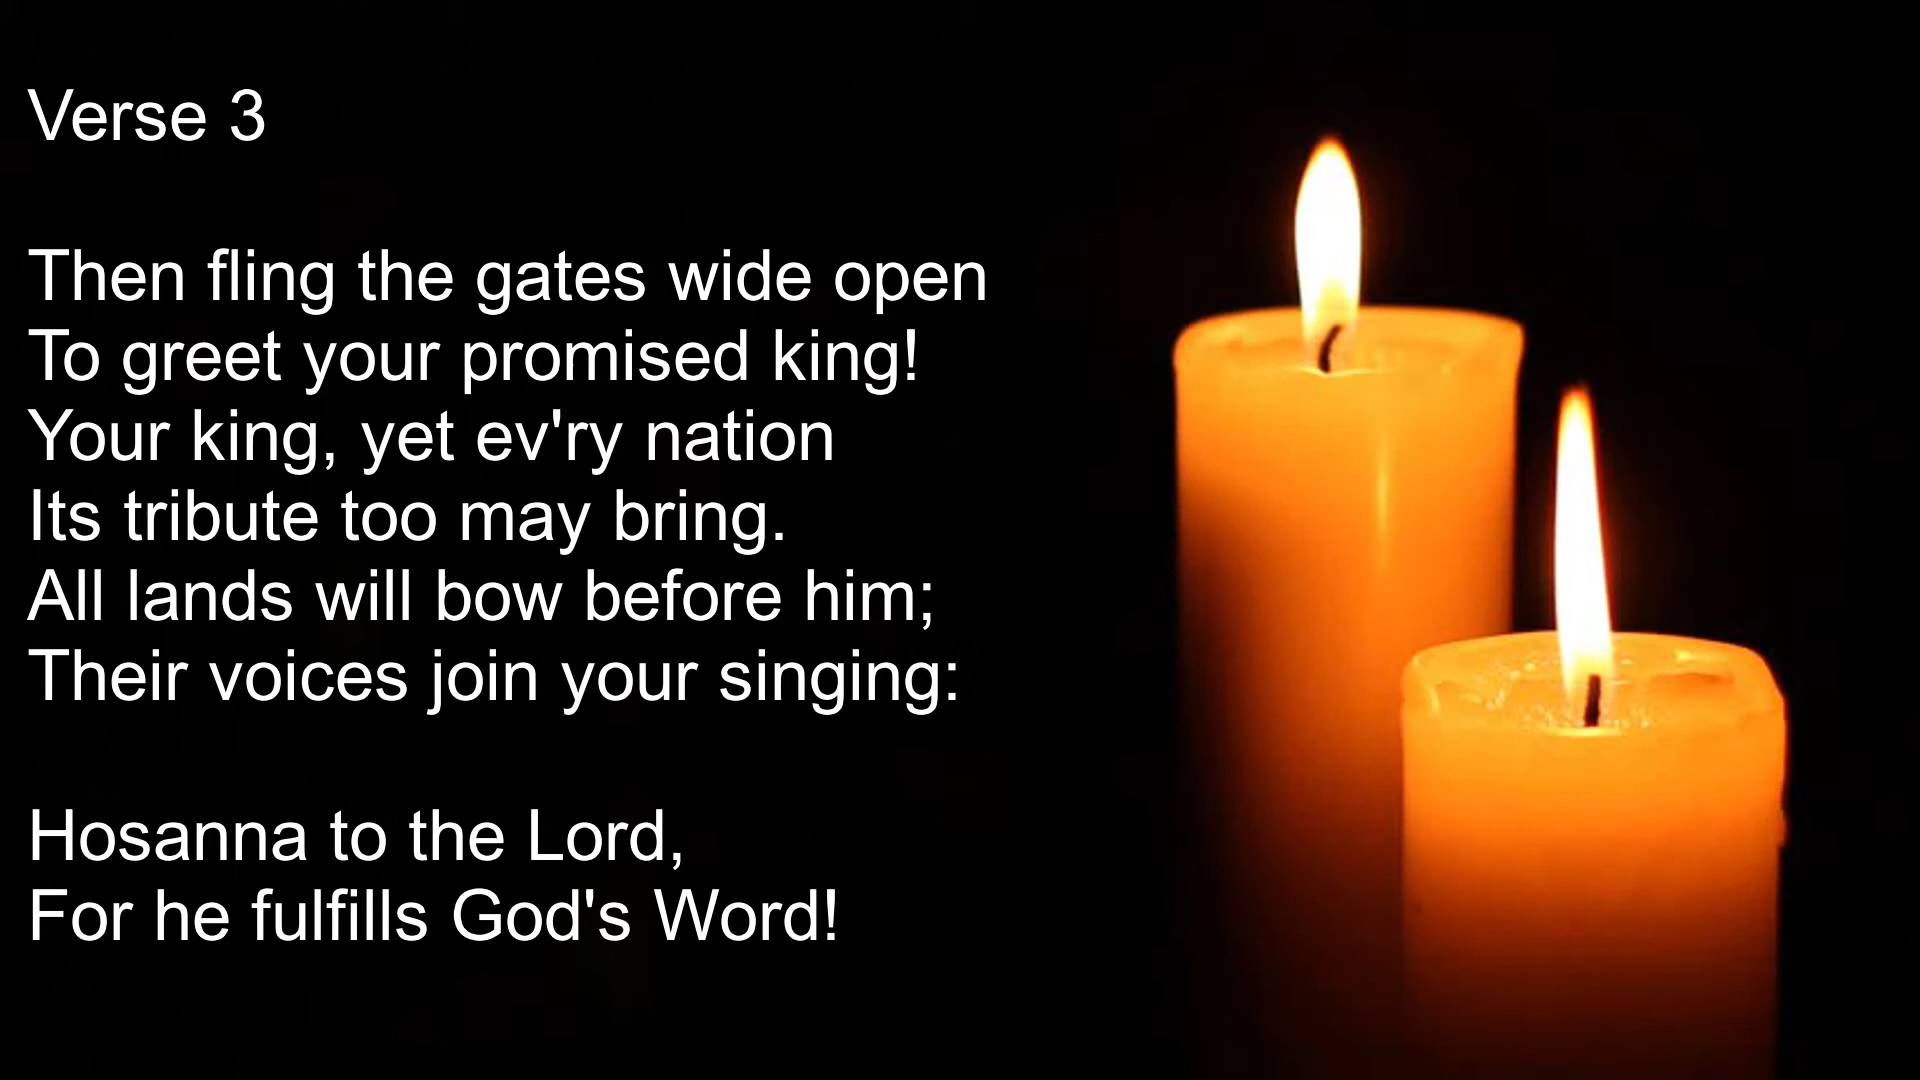 Verse 3
Then fling the gates wide open
To greet your promised king!
Your king, yet ev'ry nation
Its tribute too may bring.
All lands will bow before him;
Their voices join your singing:
Hosanna to the Lord,
For he fulfills God's Word!